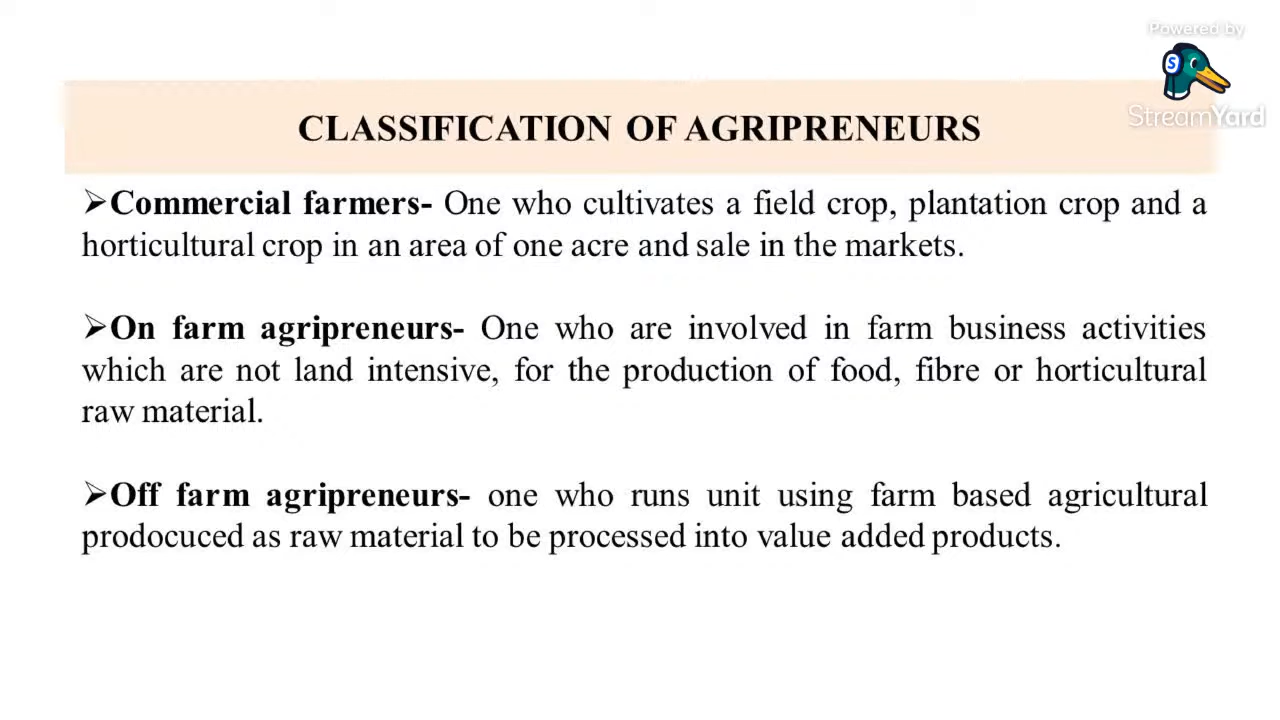 Powered by
StreamYard
CLASSIFICATION OF AGRIPRENEURS
➢Commercial farmers- One who cultivates a field crop, plantation crop and a
horticultural crop in an area of one acre and sale in the markets.
➢On farm agripreneurs- One who are involved in farm business activities
which are not land intensive, for the production of food, fibre or horticultural
raw material.
➢Off farm agripreneurs- one who runs unit using farm based agricultural
prodocuced as raw material to be processed into value added products.